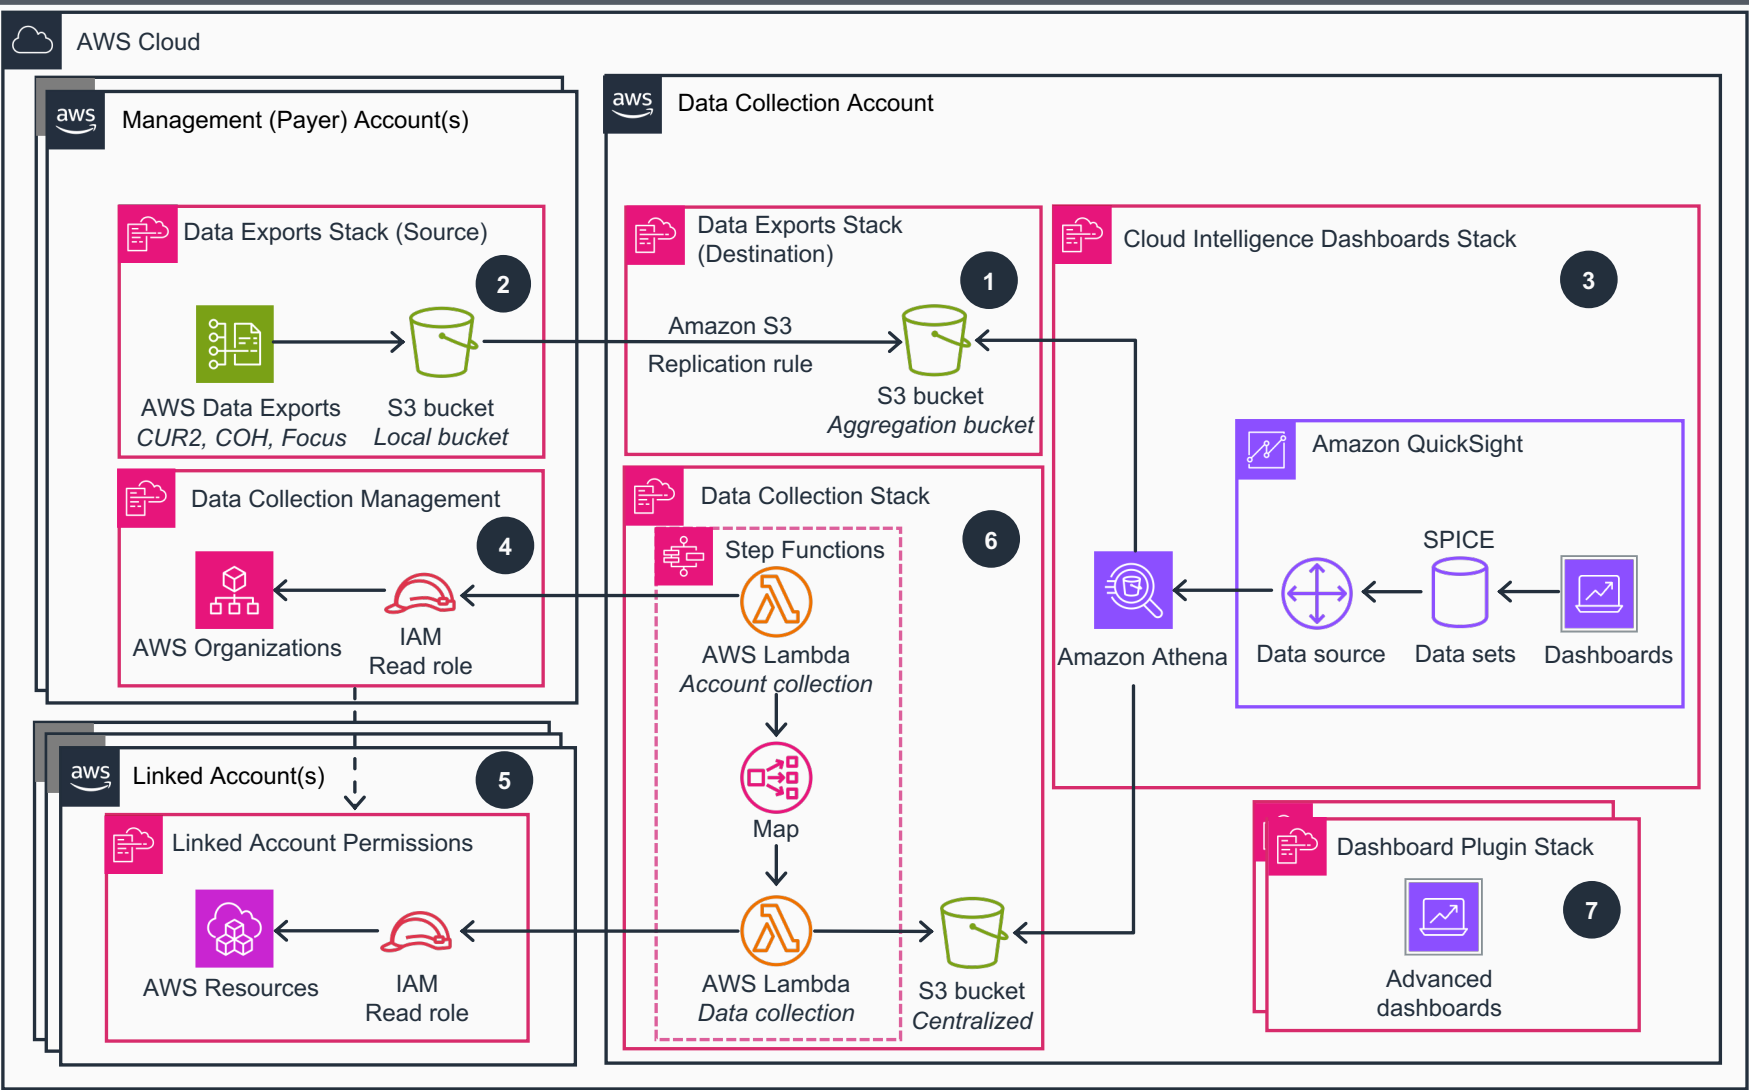 AWS Cloud
aws
Management (Payer) Account(s)
Data Exports Stack (Source)
2
AWS Data Exports
CUR2, COH, Focus
S3 bucket
Local bucket
Data Collection Management
4
AWS Organizations
IAM
Read role
aws
Linked Account(s)
5
Linked Account Permissions
AWS Resources
IAM
Read role
aws
Data Collection Account
Data Exports Stack
(Destination)
1
Amazon S3
Replication rule
S3 bucket
Aggregation bucket
Data Collection Stack
6
Step Functions
AWS Lambda
Account collection
Map
AWS Lambda
Data collection
S3 bucket
Centralized
Cloud Intelligence Dashboards Stack
3
Amazon QuickSight
SPICE
Amazon Athena
Data source
Data sets
Dashboards
Dashboard Plugin Stack
7
Advanced
dashboards